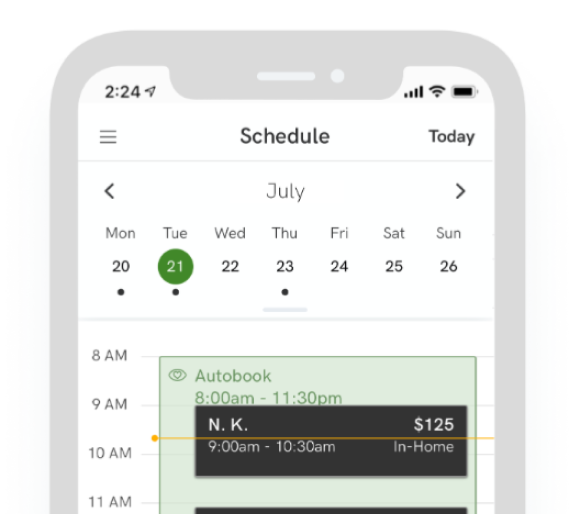 2:24
Schedule Today
July
Mon Tue Wed Thu Fri Sat Sun
20 21 22 23 24 25 26
8 AM
Autobook
8:00am - 11:30pm
9 AM
N. K. $125
9:00am - 10:30am In-Home
10 AM
11 AM